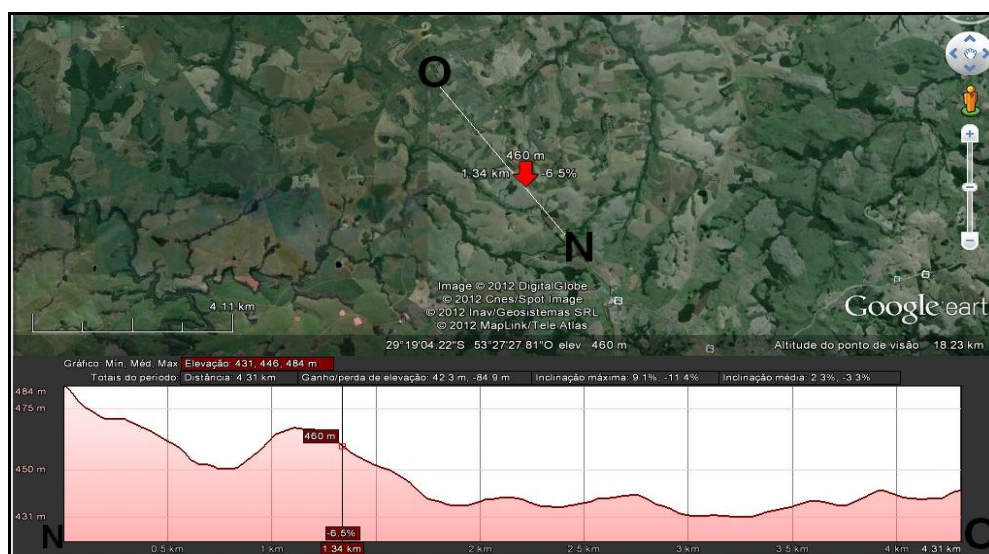 O
460 m
1.34 km -6.5%
N
Image © 2012 DigitalGlobe
© 2012 Cnes/Spot Image
© 2012 Inav/Geosistemas SRL
© 2012 MapLink/Tele Atlas
4.11 km
Google eart
29°19'04.22"S 53°27'27.81"O elev 460 m
Altitude do ponto de visão 18.23 km
Gráfico: Mín, Méd, Max Elevação: 431, 446, 484 m
Totais do período: Distância: 4.31 km Ganho/perda de elevação: 42.3 m, -84.9 m Inclinação máxima: 9.1%, -11.4% Inclinação média: 2.3%, -3.3%
484 m
475 m
460 m
450 m
431 m
-6.5%
N
O
0.5 km 1 km 1.34 km 2 km 2.5 km 3 km 3.5 km 4 km 4.31 km